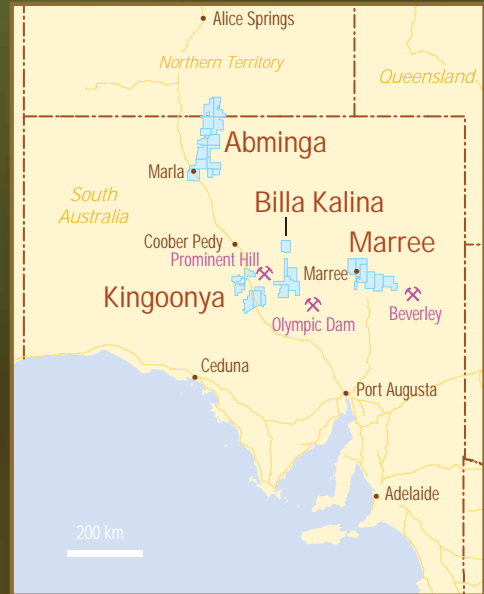 Alice Springs
Northern Territory
Queensland
Abminga
Marla
South
Australia
Billa Kalina
Coober Pedy
Marree
Prominent Hill
Marree
Kingoonya
Olympic Dam
Beverley
Ceduna
Port Augusta
Adelaide
200 km